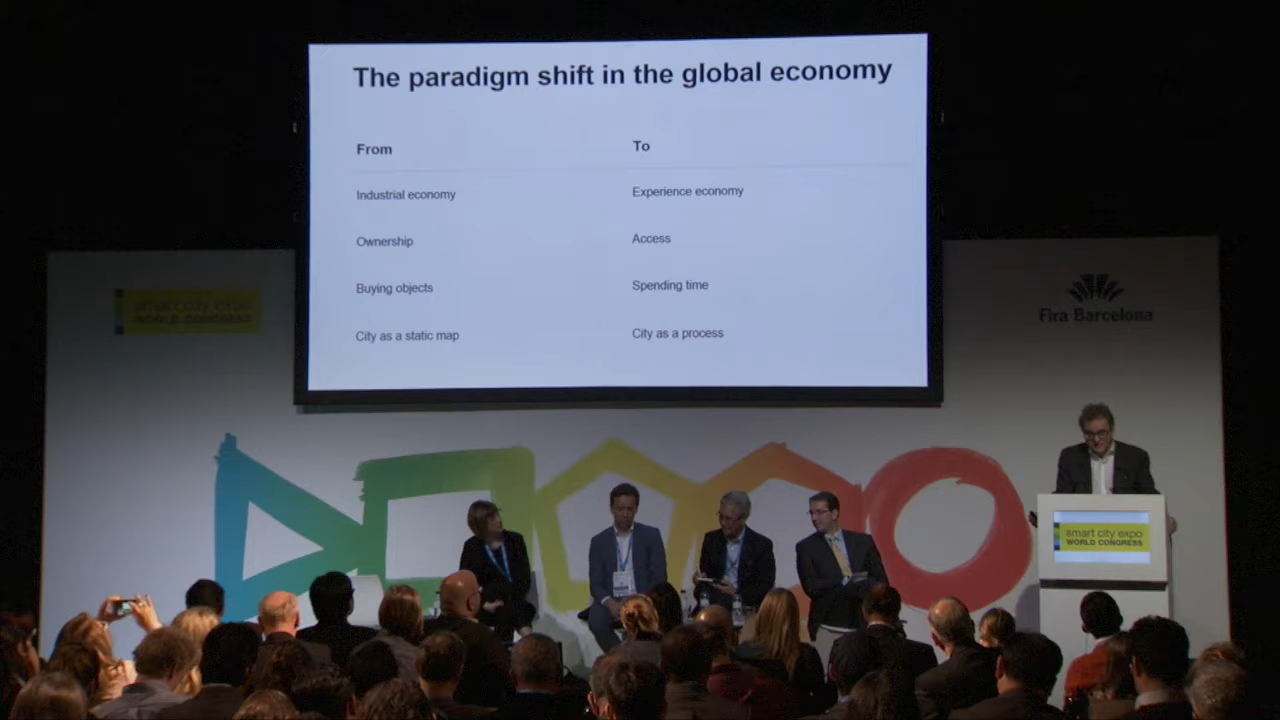 The paradigm shift in the global economy
From
To
Industrial economy
Experience economy
Ownership
Access
Buying objects
Spending time
City as a static map
City as a process
smart city expo
WORLD CONGRESS
Fira Barcelona
smart city expo
WORLD CONGRESS